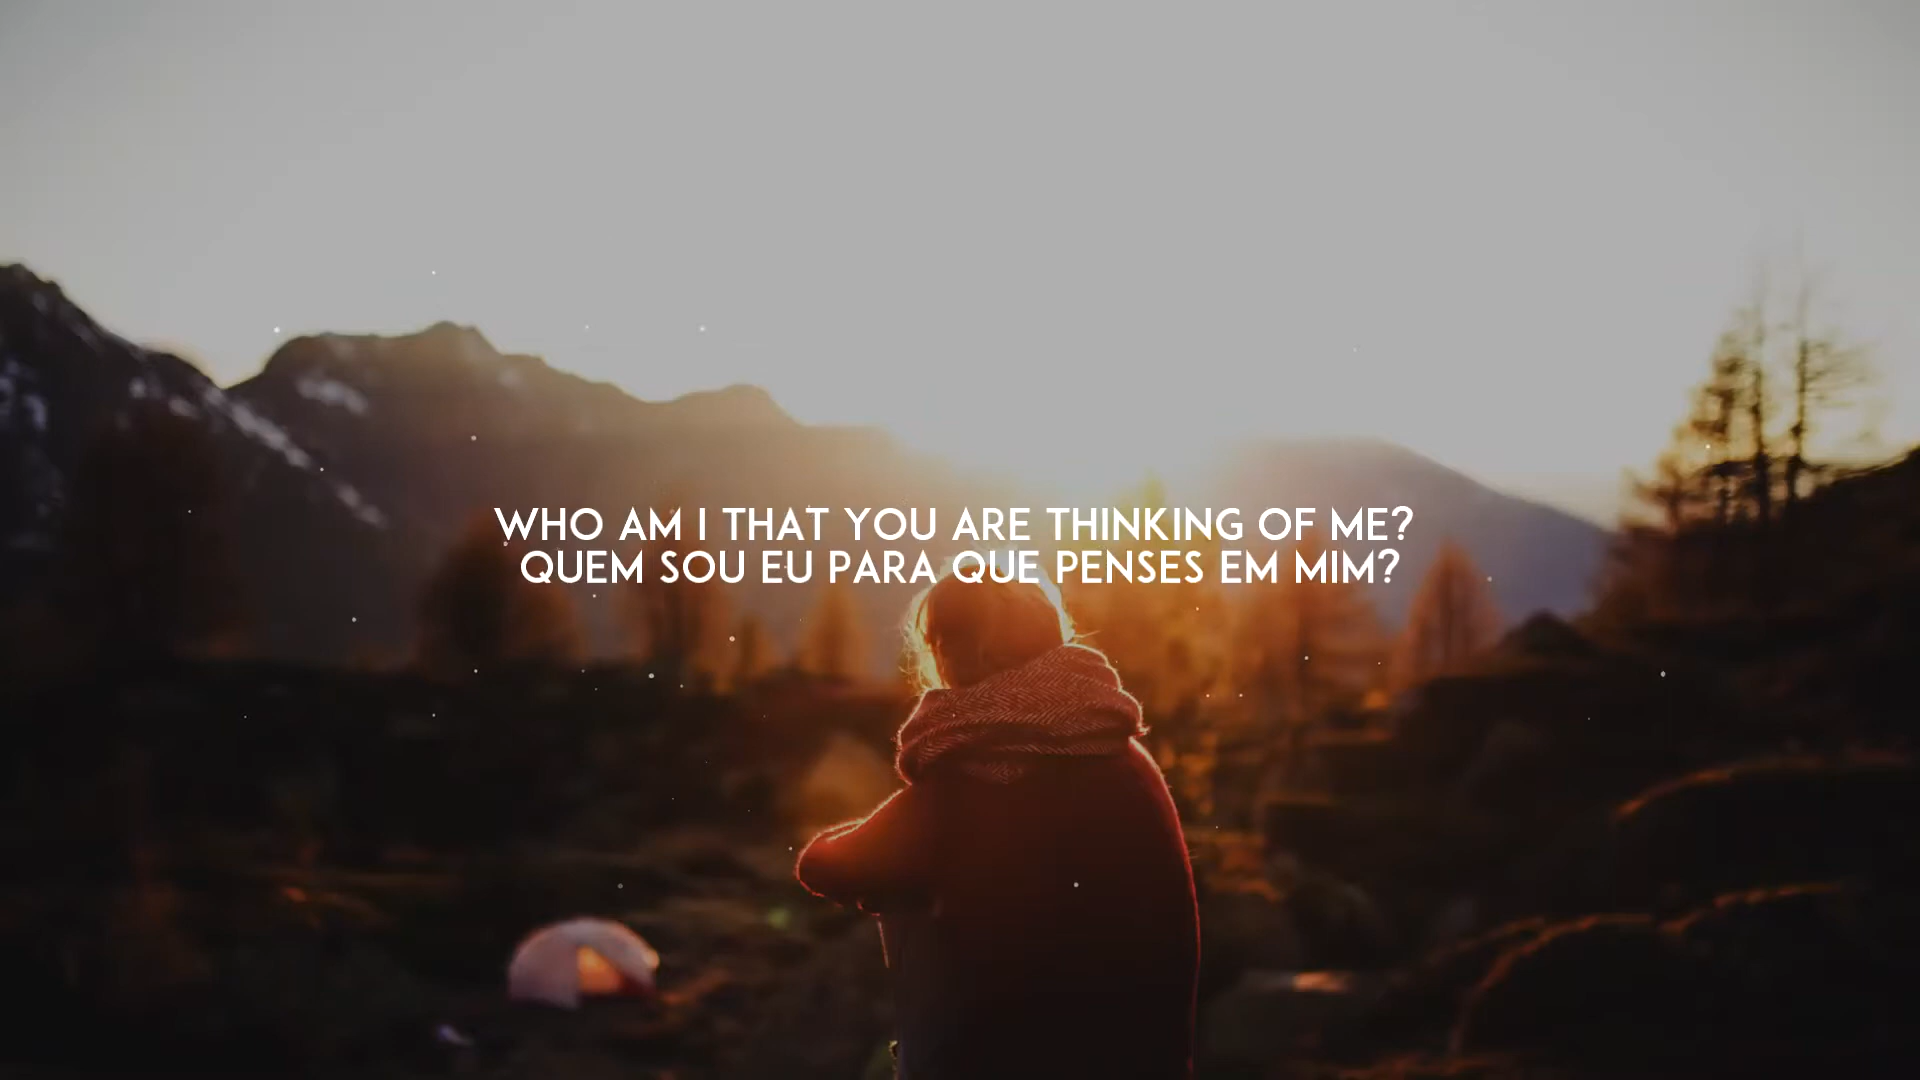 WHO AM I THAT YOU ARE THINKING OF ME?
QUEM SOU EU PARA QUE PENSES EM MIM?